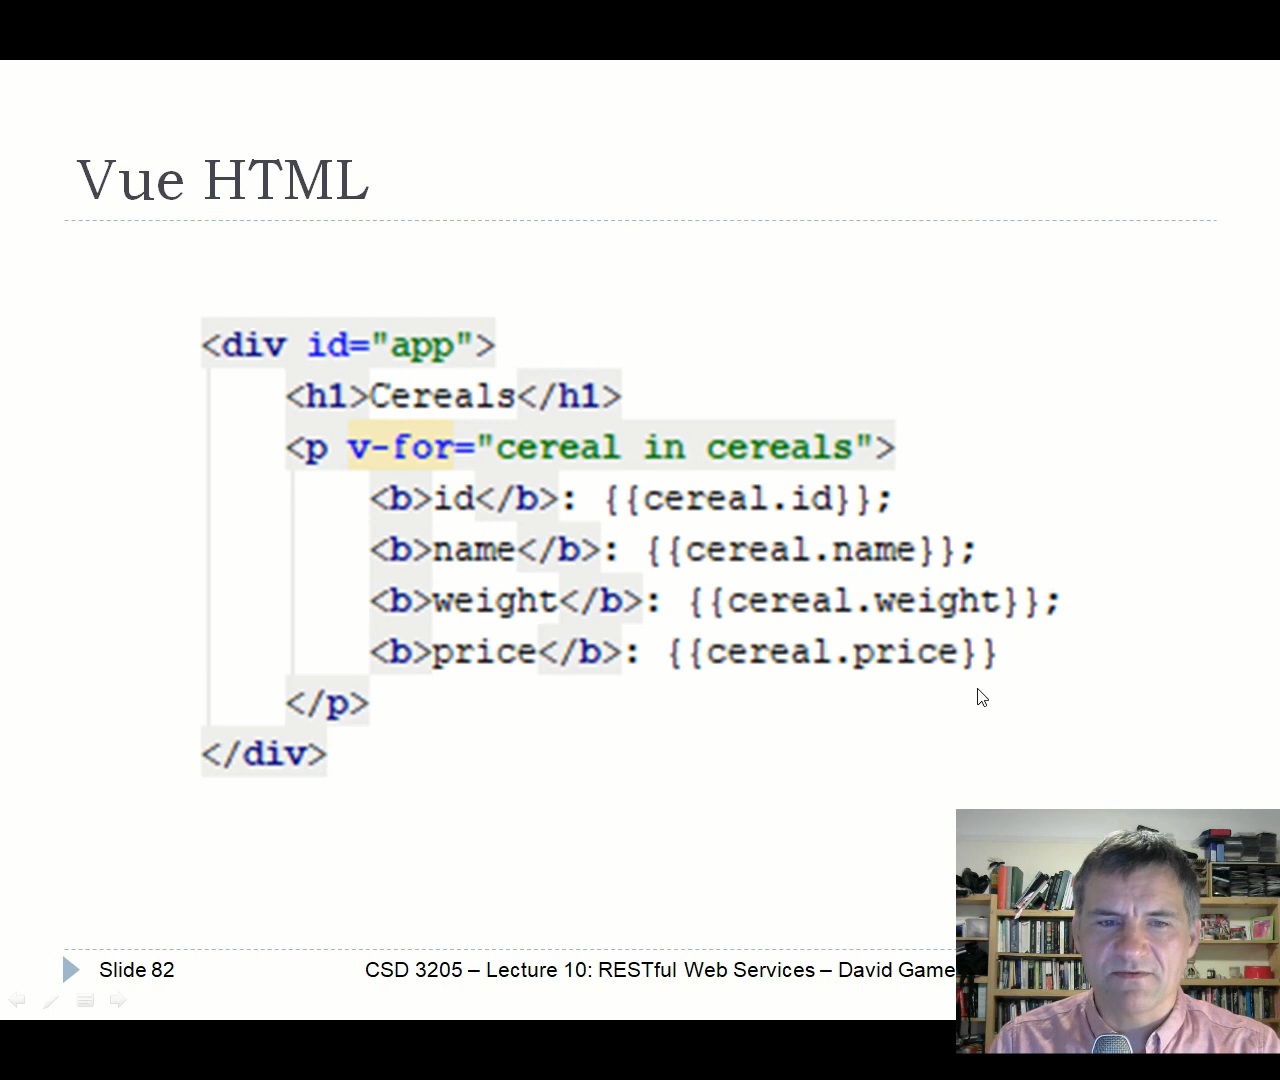 Vue HTML
<div id="app">
<h1>Cereals</h1>
<p v-for="cereal in cereals">
<b>id</b>: {{cereal.id}};
<b>name</b>: {{cereal.name}};
<b>weight</b>: {{cereal.weight}};
<b>price</b>: {{cereal.price}}
</p>
</div>
Slide 82
CSD 3205 – Lecture 10: RESTful Web Services – David Game